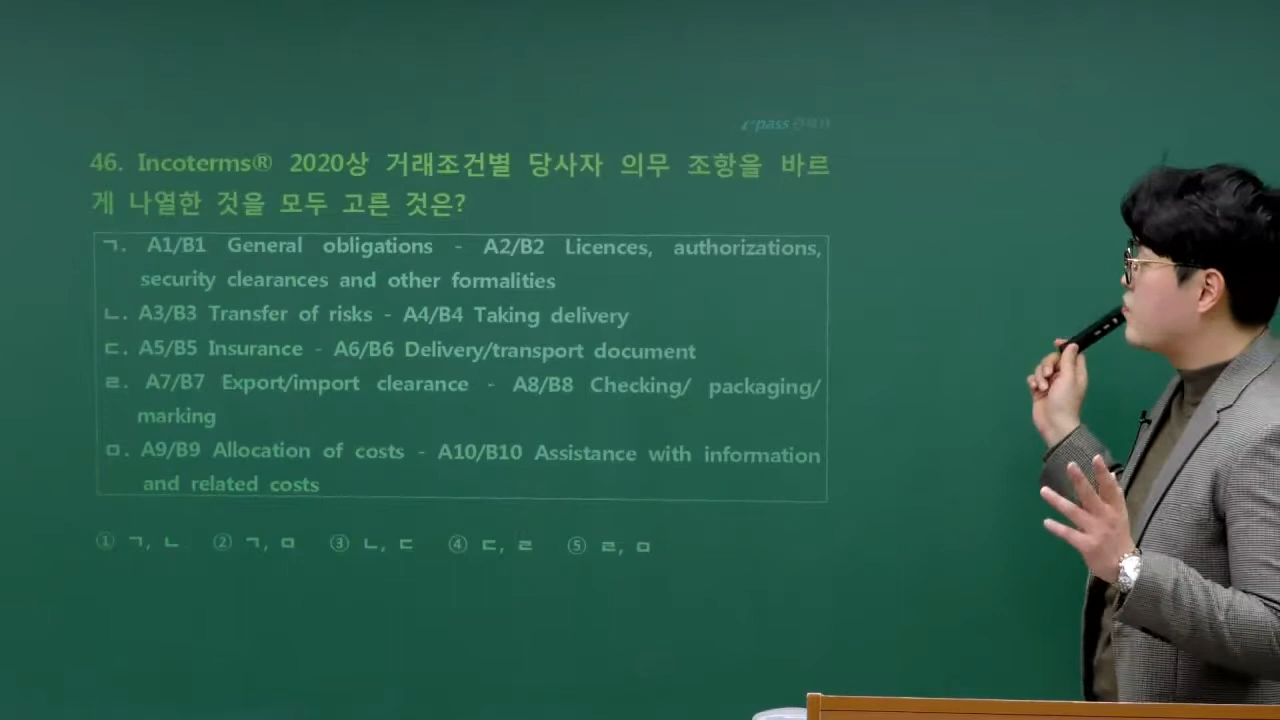 epass
46. Incoterms® 2020상 거래조건별 당사자 의무 조항을 바르
게 나열한 것을 모두 고른 것은?
ㄱ. A1/B1 General obligations - A2/B2 Licences, authorizations,
security clearances and other formalities
ㄴ. A3/B3 Transfer of risks - A4/B4 Taking delivery
ㄷ. A5/B5 Insurance - A6/B6 Delivery/transport document
ㄹ. A7/B7 Export/import clearance - A8/B8 Checking/ packaging/
marking
ㅁ. A9/B9 Allocation of costs - A10/B10 Assistance with information
and related costs
① ㄱ, ㄴ ② ㄱ, ㅁ ③ ㄴ, ㄷ ④ ㄷ, ㄹ ⑤ ㄹ, ㅁ